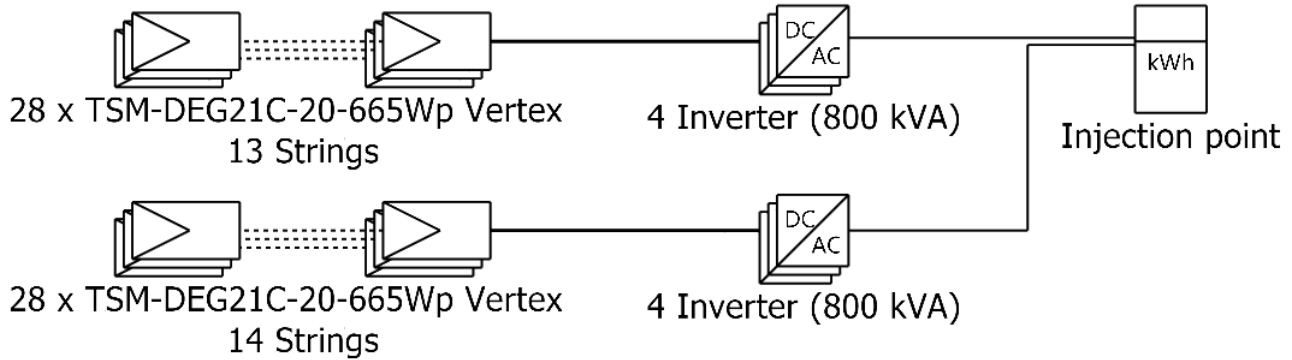 DC
AC
kWh
28 x TSM-DEG21C-20-665Wp Vertex
13 Strings
4 Inverter (800 kVA)
Injection point
DC
AC
28 x TSM-DEG21C-20-665Wp Vertex
14 Strings
4 Inverter (800 kVA)